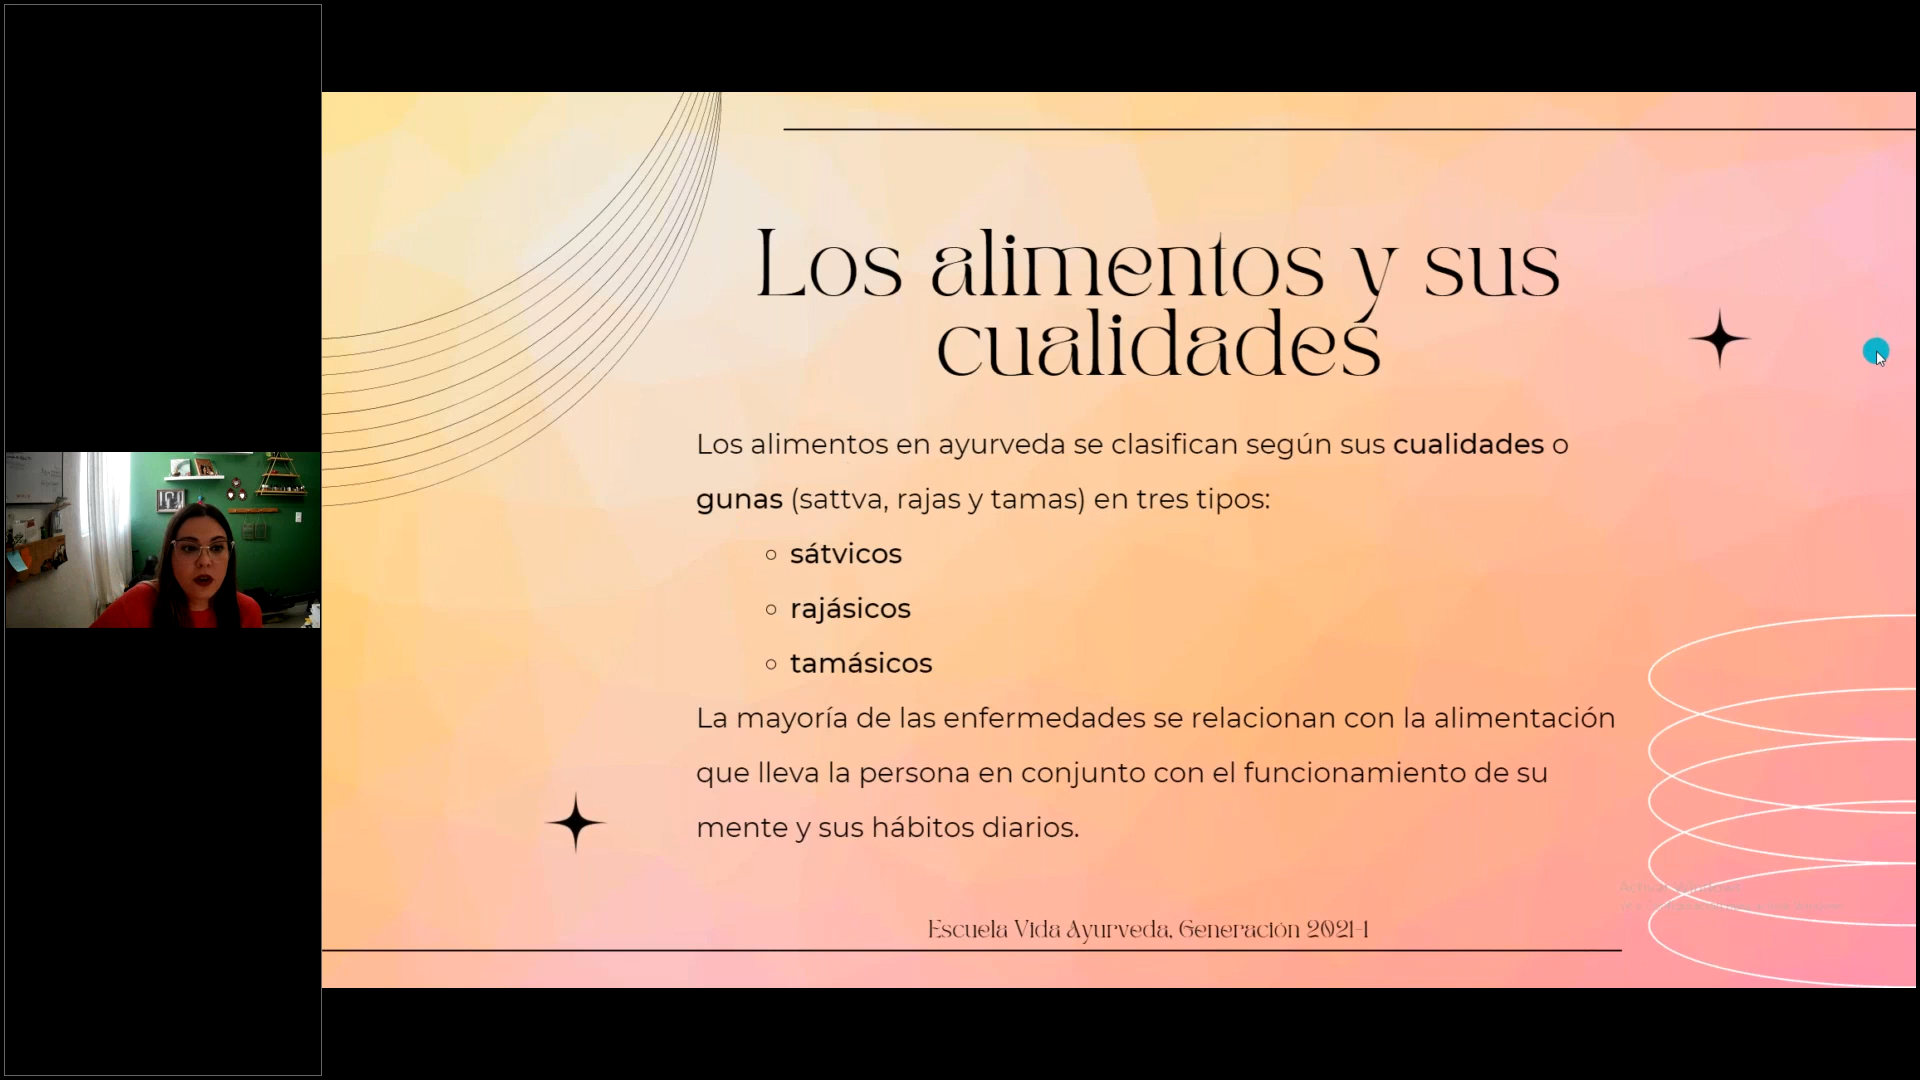 Los alimentos y sus
cualidades
Los alimentos en ayurveda se clasifican según sus cualidades o
gunas (sattva, rajas y tamas) en tres tipos:
sátvicos
rajásicos
tamásicos
La mayoría de las enfermedades se relacionan con la alimentación
que lleva la persona en conjunto con el funcionamiento de su
mente y sus hábitos diarios.
Escuela Vida Ayurveda, Generación 2021-1